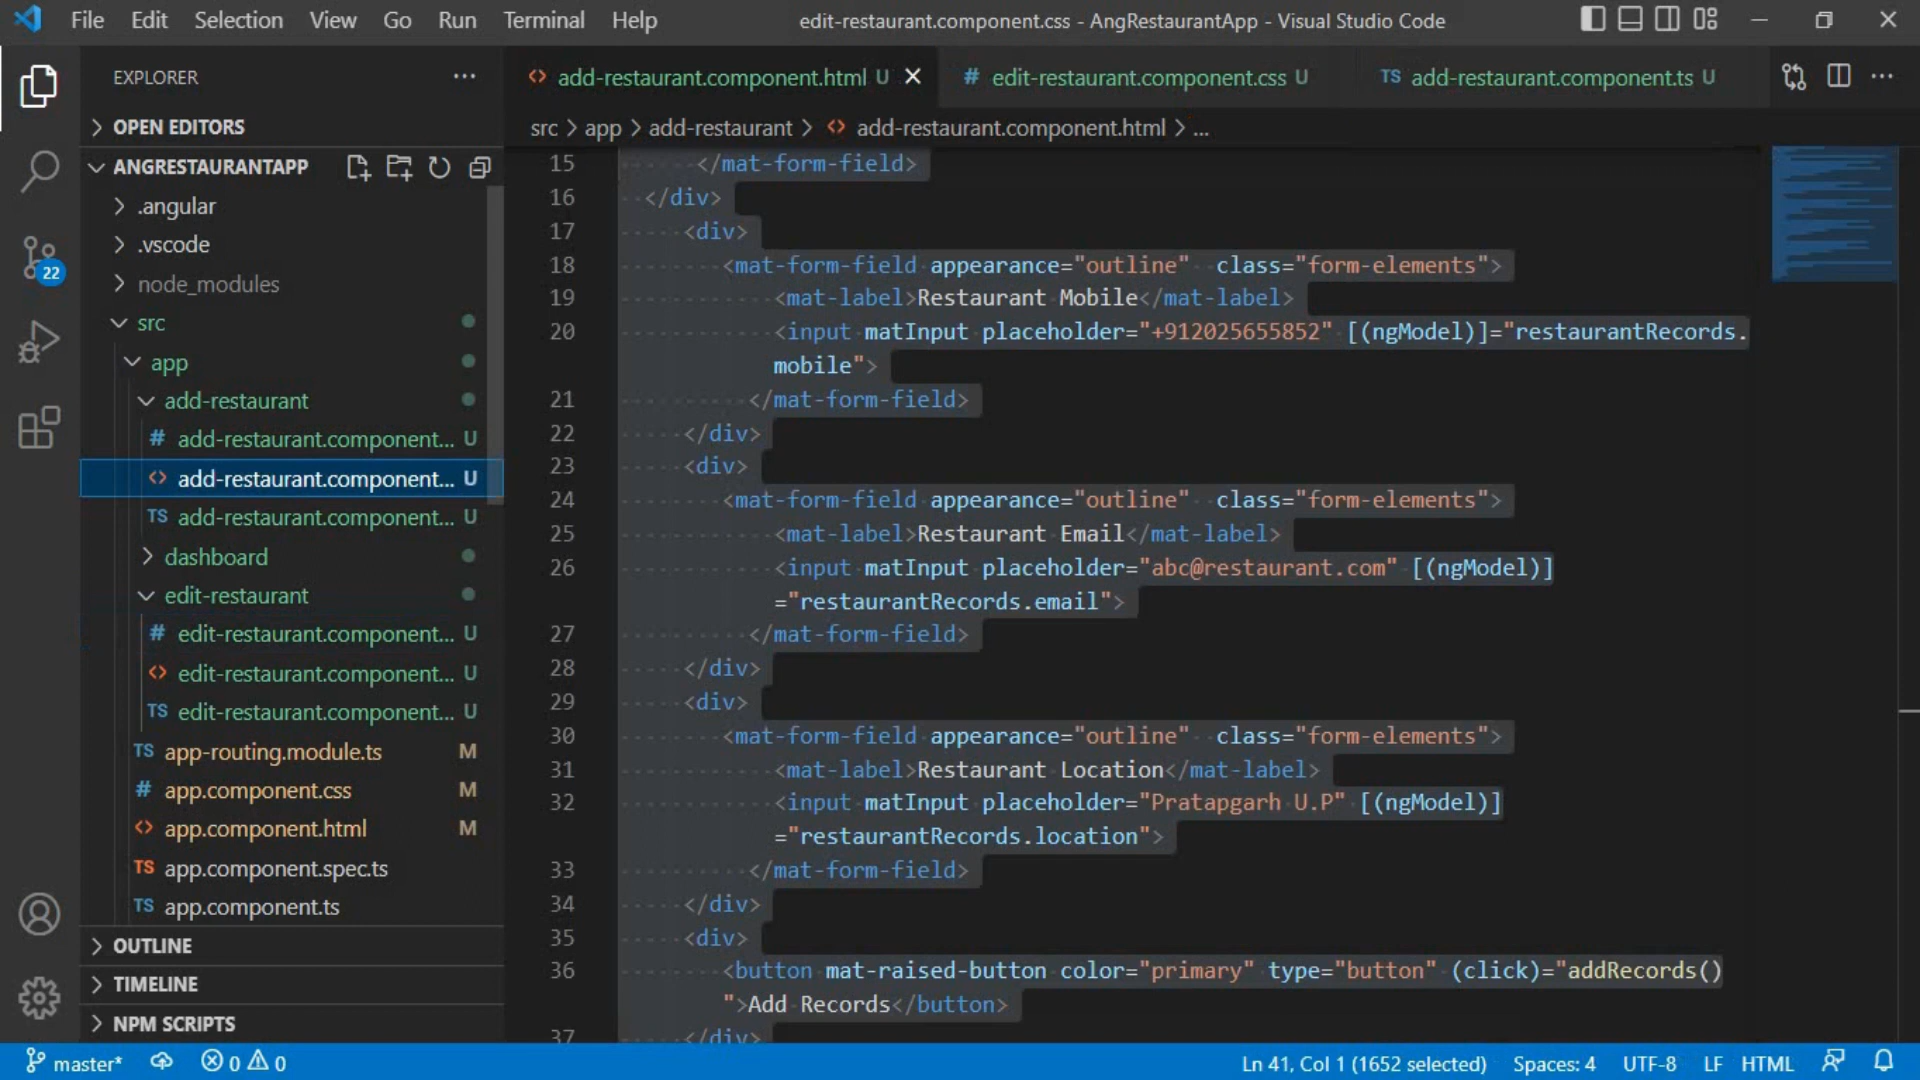 File Edit Selection View Go Run Terminal Help
edit-restaurant.component.css - AngRestaurantApp - Visual Studio Code
EXPLORER
OPEN EDITORS
ANGRESTAURANTAPP
.angular
.vscode
node_modules
src
app
add-restaurant
# add-restaurant.component... U
<> add-restaurant.component... U
TS add-restaurant.component... U
dashboard
edit-restaurant
# edit-restaurant.component... U
<> edit-restaurant.component... U
TS edit-restaurant.component... U
TS app-routing.module.ts M
# app.component.css M
<> app.component.html M
TS app.component.spec.ts
TS app.component.ts
OUTLINE
TIMELINE
NPM SCRIPTS
22
<> add-restaurant.component.html U
# edit-restaurant.component.css U
TS add-restaurant.component.ts U
src > app > add-restaurant > <> add-restaurant.component.html > ...
15 </mat-form-field>
16 </div>
17 <div>
18 <mat-form-field appearance="outline" class="form-elements">
19 <mat-label>Restaurant Mobile</mat-label>
20 <input matInput placeholder="+912025655852" [(ngModel)]="restaurantRecords.
mobile">
21 </mat-form-field>
22 </div>
23 <div>
24 <mat-form-field appearance="outline" class="form-elements">
25 <mat-label>Restaurant Email</mat-label>
26 <input matInput placeholder="abc@restaurant.com" [(ngModel)]
="restaurantRecords.email">
27 </mat-form-field>
28 </div>
29 <div>
30 <mat-form-field appearance="outline" class="form-elements">
31 <mat-label>Restaurant Location</mat-label>
32 <input matInput placeholder="Pratapgarh U.P" [(ngModel)]
="restaurantRecords.location">
33 </mat-form-field>
34 </div>
35 <div>
36 <button mat-raised-button color="primary" type="button" (click)="addRecords()
">Add Records</button>
37 </div>
master* 0 0
Ln 41, Col 1 (1652 selected) Spaces: 4 UTF-8 LF HTML